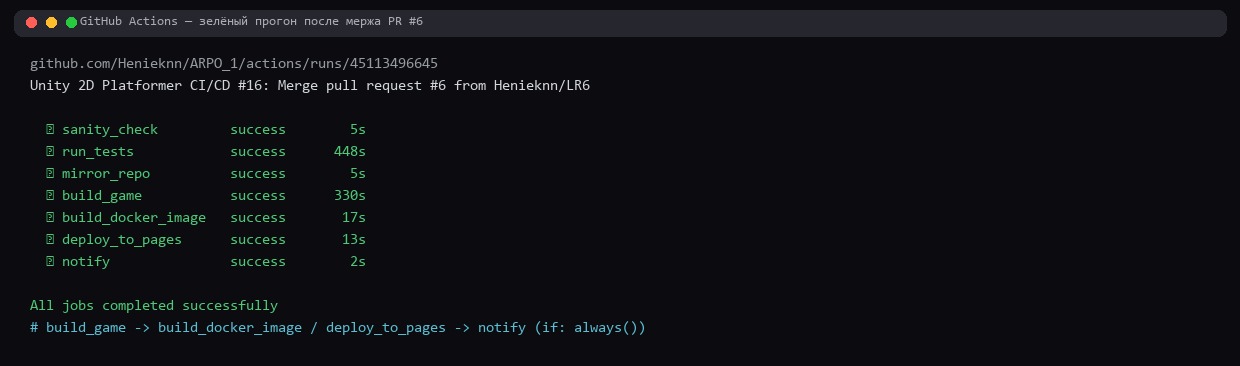 GitHub Actions — зелёный прогон после мержа PR #6
github.com/Henieknn/ARPO_1/actions/runs/45113496645
Unity 2D Platformer CI/CD #16: Merge pull request #6 from Henieknn/LR6
sanity_check success 5s
run_tests success 448s
mirror_repo success 5s
build_game success 330s
build_docker_image success 17s
deploy_to_pages success 13s
notify success 2s
All jobs completed successfully
# build_game -> build_docker_image / deploy_to_pages -> notify (if: always())